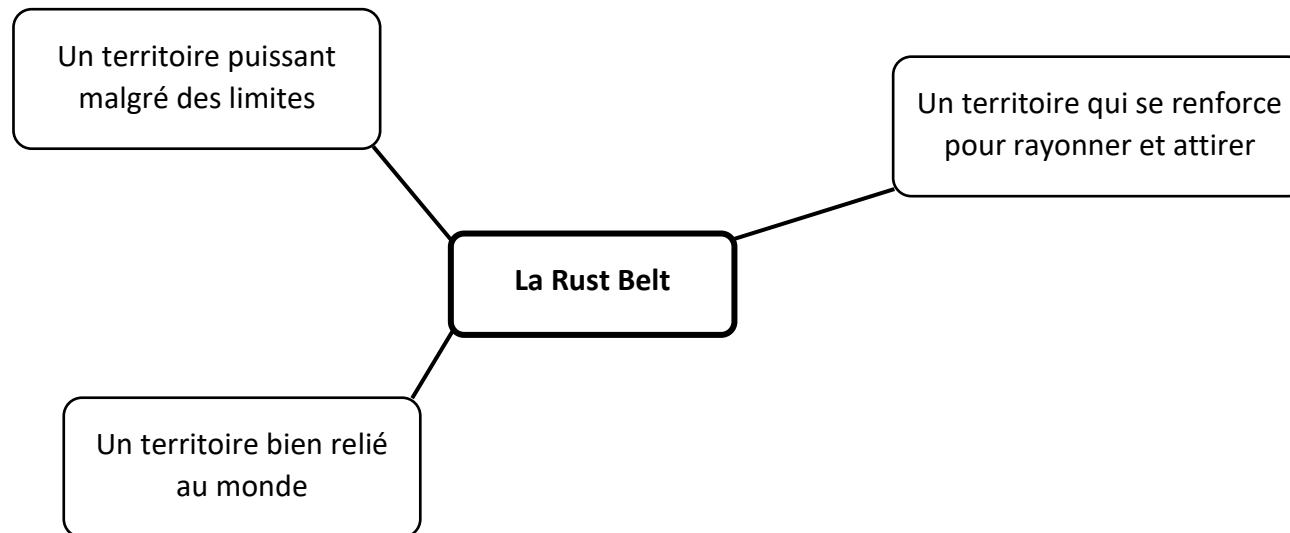 Un territoire puissant
malgré des limites
Un territoire qui se renforce
pour rayonner et attirer
La Rust Belt
Un territoire bien relié
au monde